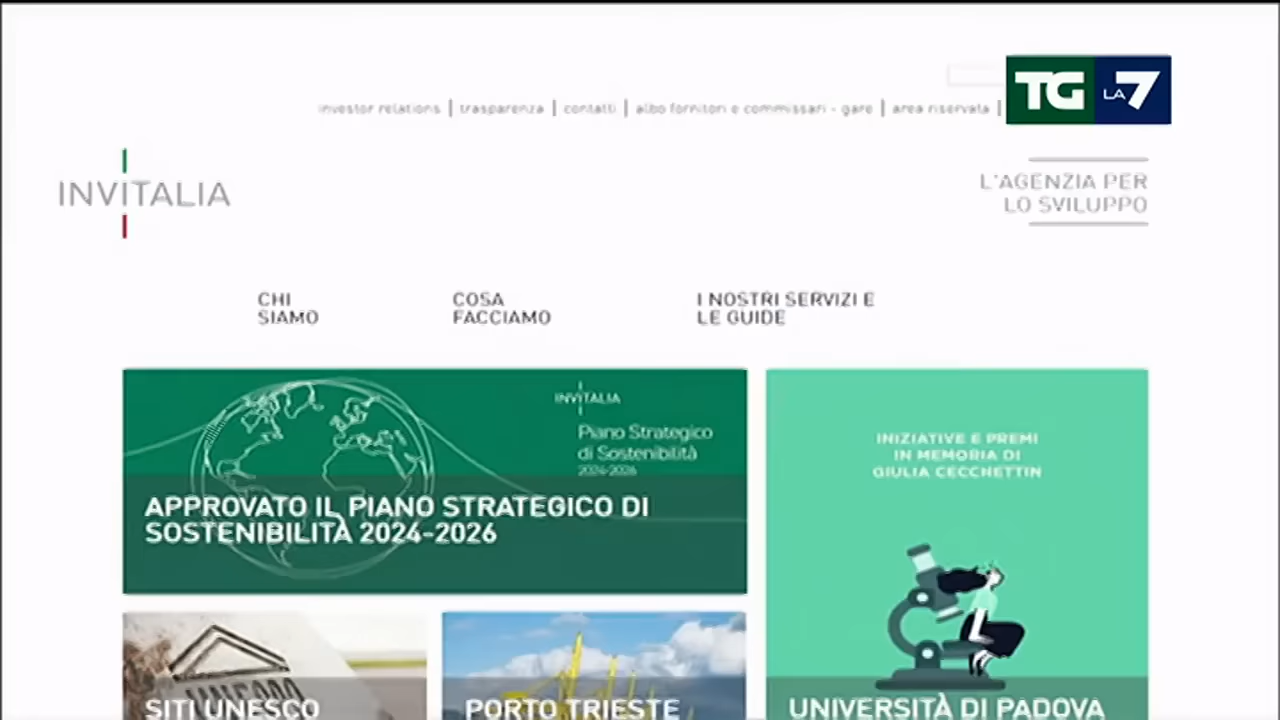 TG LA7
investor relations | trasparenza | contatti | albo fornitori e commissari - gare | area riservata |
INVITALIA
L'AGENZIA PER
LO SVILUPPO
CHI
SIAMO
COSA
FACCIAMO
I NOSTRI SERVIZI E
LE GUIDE
INVITALIA
Piano Strategico
di Sostenibilità
2024-2026
APPROVATO IL PIANO STRATEGICO DI
SOSTENIBILITÀ 2024-2026
INIZIATIVE E PREMI
IN MEMORIA DI
GIULIA CECCHETTIN
UNESCO
SITI UNESCO
PORTO TRIESTE
UNIVERSITÀ DI PADOVA